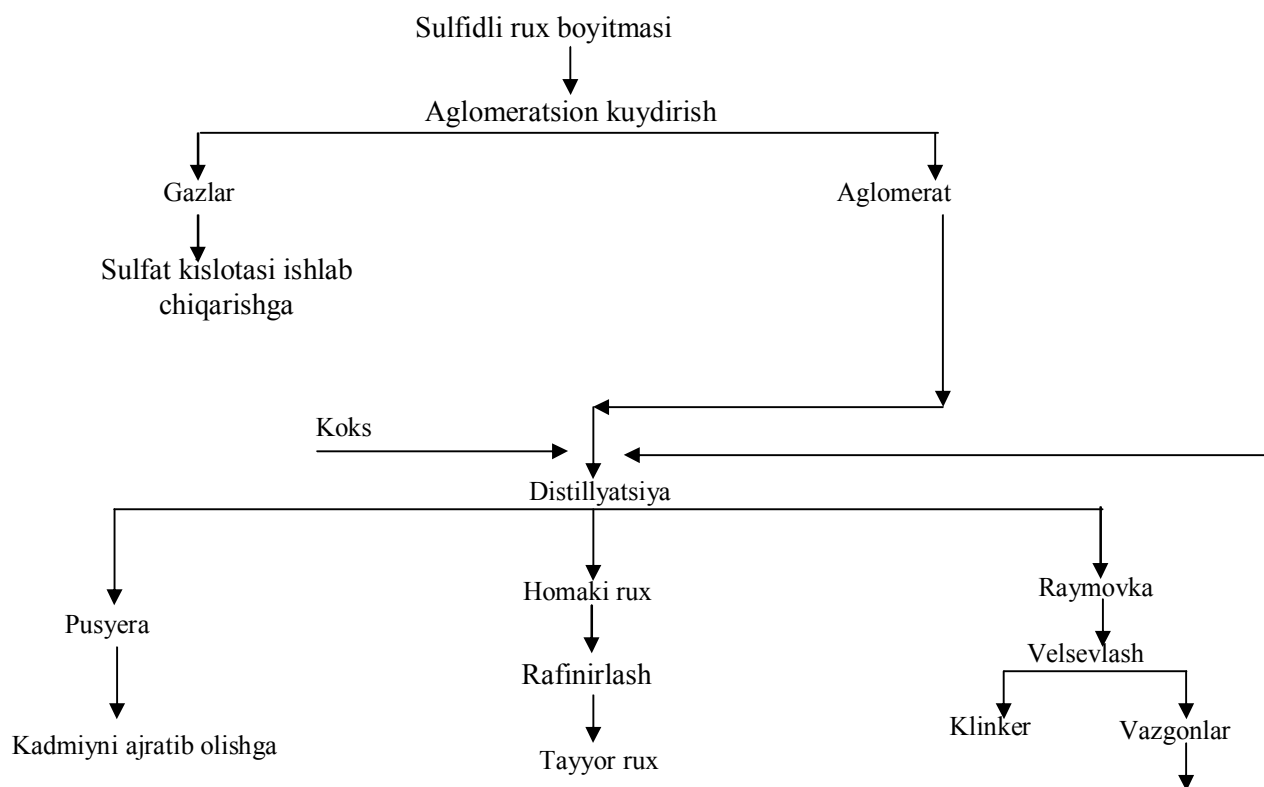 Sulfidli rux boyitmasi
Aglomeratsion kuydirish
Gazlar
Aglomerat
Sulfat kislotasi ishlab
chiqarishga
Koks
Distillyatsiya
Pusyera
Homaki rux
Raymovka
Rafinirlash
Velsevlash
Kadmiyni ajratib olishga
Tayyor rux
Klinker
Vazgonlar